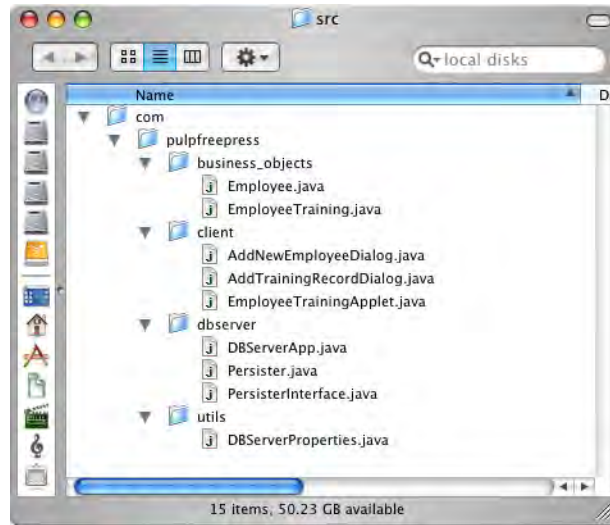 src
local disks
Name
D
com
pulpfreepress
business_objects
Employee.java
EmployeeTraining.java
client
AddNewEmployeeDialog.java
AddTrainingRecordDialog.java
EmployeeTrainingApplet.java
dbserver
DBServerApp.java
Persister.java
PersisterInterface.java
utils
DBServerProperties.java
15 items, 50.23 GB available